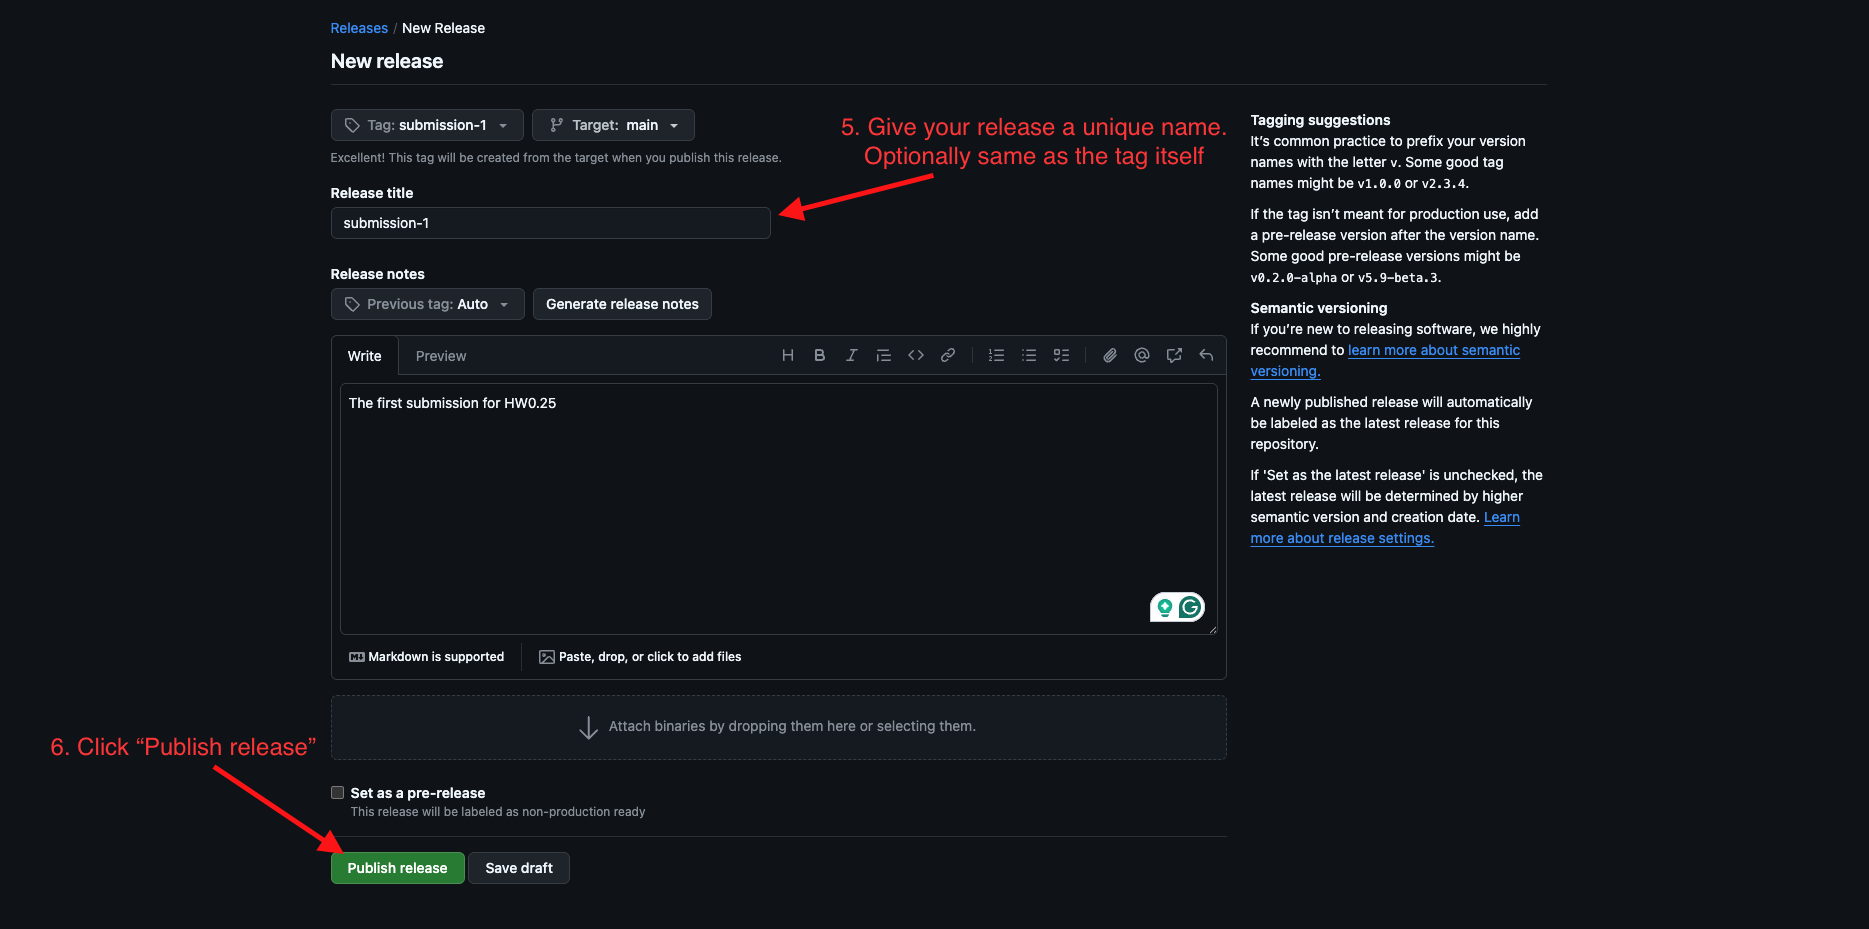 Releases / New Release
New release
Tag: submission-1
Target: main
Excellent! This tag will be created from the target when you publish this release.
5. Give your release a unique name.
Optionally same as the tag itself
Release title
submission-1
Release notes
Previous tag: Auto
Generate release notes
Write
Preview
The first submission for HW0.25
Markdown is supported
Paste, drop, or click to add files
Attach binaries by dropping them here or selecting them.
6. Click “Publish release”
Set as a pre-release
This release will be labeled as non-production ready
Publish release
Save draft
Tagging suggestions
It’s common practice to prefix your version
names with the letter v. Some good tag
names might be v1.0.0 or v2.3.4.
If the tag isn’t meant for production use, add
a pre-release version after the version name.
Some good pre-release versions might be
v0.2.0-alpha or v5.9-beta.3.
Semantic versioning
If you’re new to releasing software, we highly
recommend to learn more about semantic
versioning.
A newly published release will automatically
be labeled as the latest release for this
repository.
If 'Set as the latest release' is unchecked, the
latest release will be determined by higher
semantic version and creation date. Learn
more about release settings.